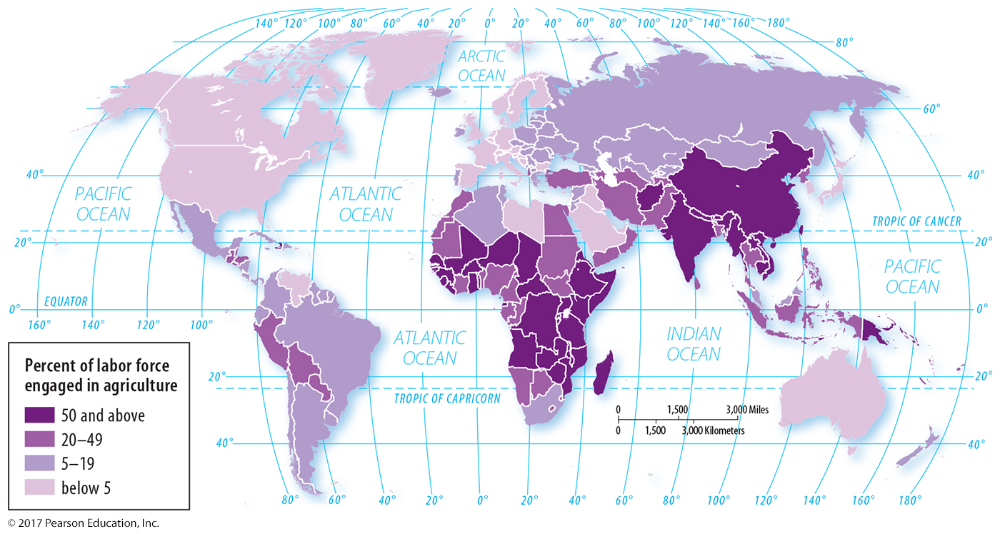 140° 120° 100° 80° 60° 40° 20° 0° 20° 40° 60° 80° 100° 120° 140° 160° 180°
80°
ARCTIC
OCEAN
60°
40°
40°
PACIFIC
OCEAN
ATLANTIC
OCEAN
TROPIC OF CANCER
20°
20°
PACIFIC
OCEAN
EQUATOR
0°
0°
160° 140° 120° 100°
ATLANTIC
OCEAN
INDIAN
OCEAN
20°
20°
TROPIC OF CAPRICORN
0 1,500 3,000 Miles
0 1,500 3,000 Kilometers
40°
40°
80° 60° 40° 20° 0° 20° 40° 60° 80° 100° 120° 140° 160° 180°
Percent of labor force
engaged in agriculture
50 and above
20–49
5–19
below 5
© 2017 Pearson Education, Inc.